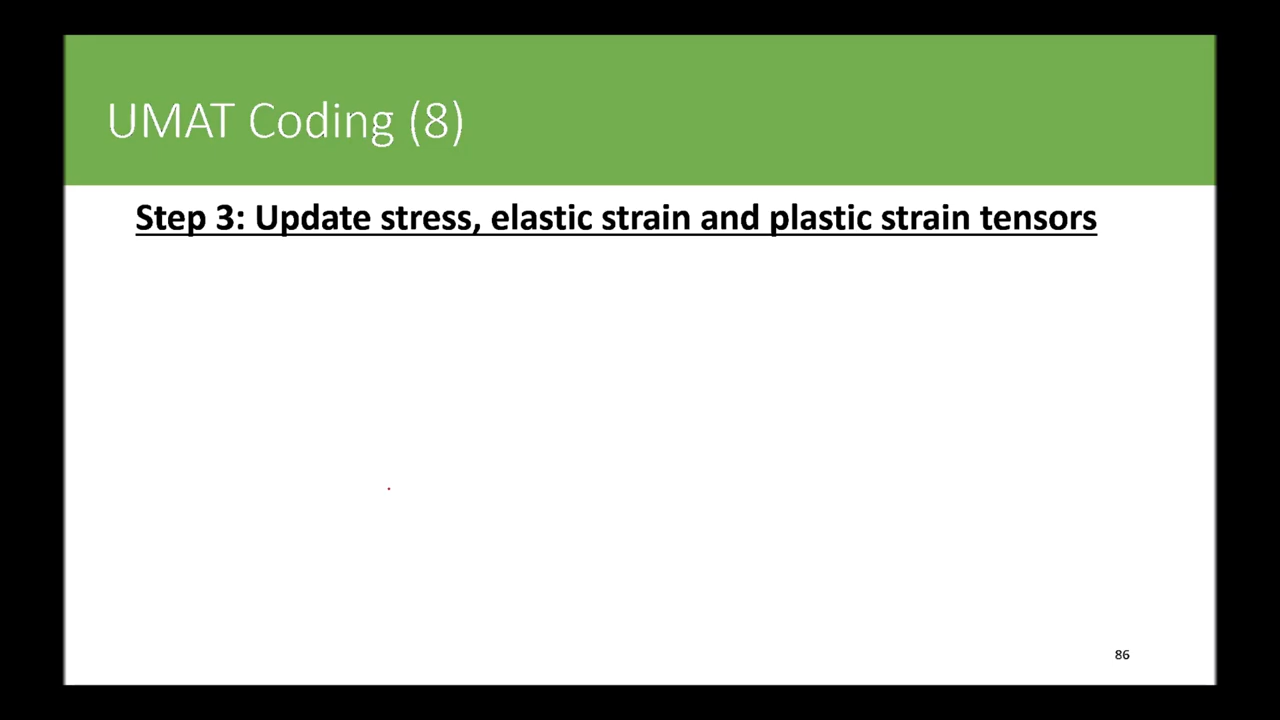 UMAT Coding (8)
Step 3: Update stress, elastic strain and plastic strain tensors
86